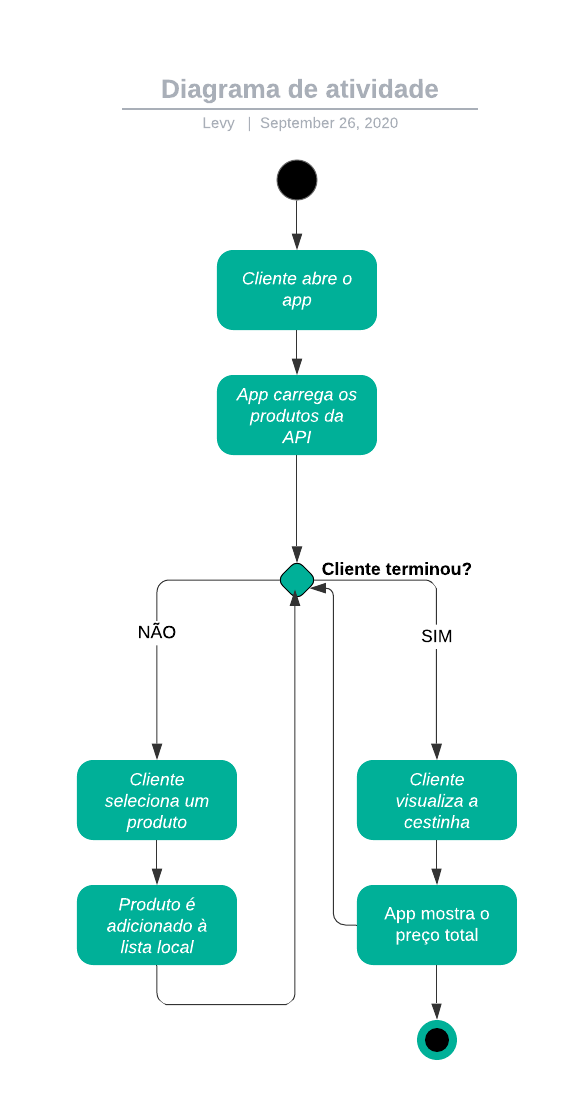 Diagrama de atividade
Levy | September 26, 2020
Cliente abre o
app
App carrega os
produtos da
API
Cliente terminou?
NÃO
SIM
Cliente
seleciona um
produto
Cliente
visualiza a
cestinha
Produto é
adicionado à
lista local
App mostra o
preço total